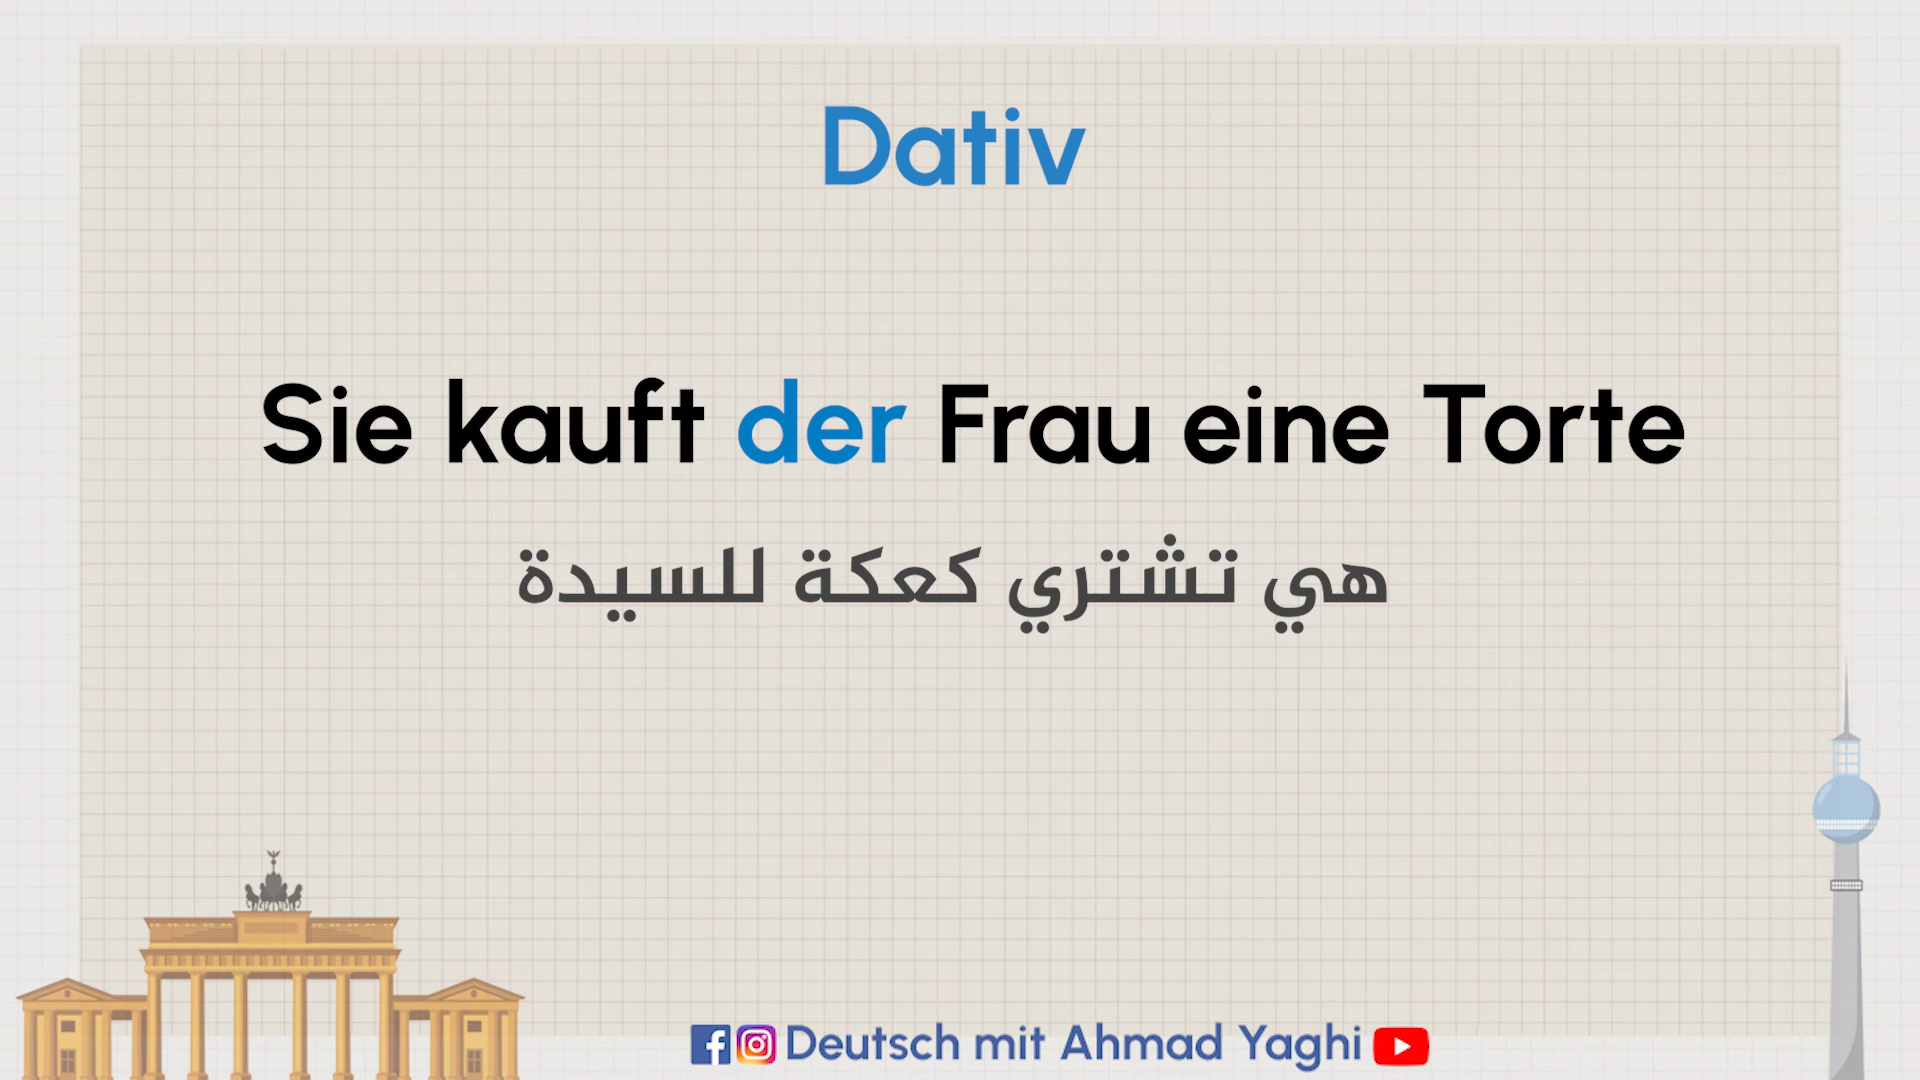 Dativ
Sie kauft der Frau eine Torte
هي تشتري كعكة للسيدة
Deutsch mit Ahmad Yaghi